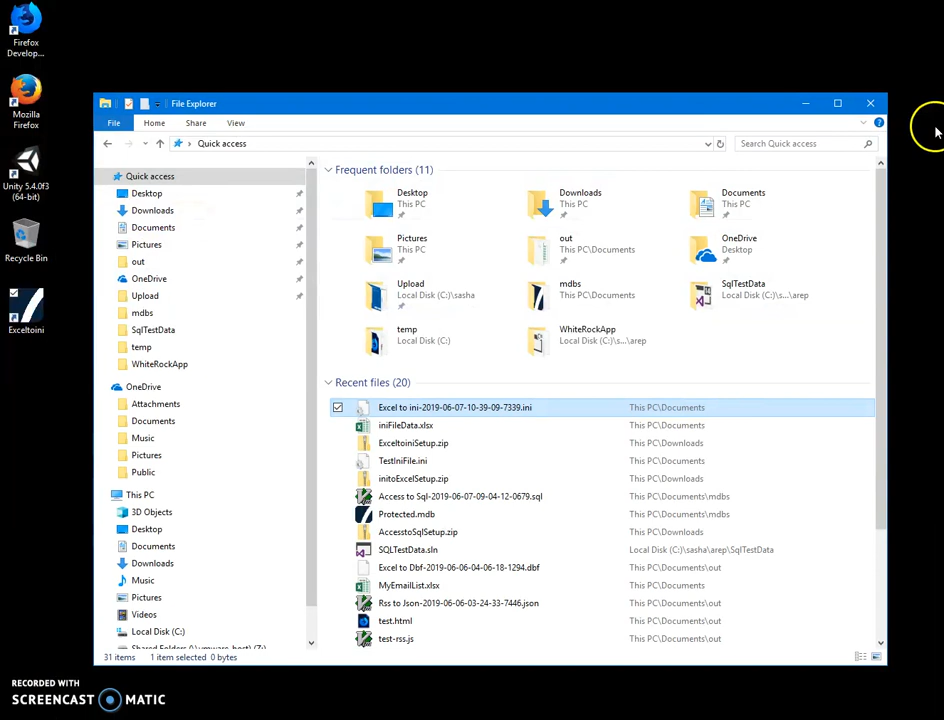 Firefox
Develop...
Mozilla
Firefox
Unity 5.4.0f3
(64-bit)
Recycle Bin
Exceltoini
File Explorer
File Home Share View
Quick access
Search Quick access
Quick access
Desktop
Downloads
Documents
Pictures
out
OneDrive
Upload
mdbs
SqlTestData
temp
WhiteRockApp
OneDrive
Attachments
Documents
Music
Pictures
Public
This PC
3D Objects
Desktop
Documents
Downloads
Music
Pictures
Videos
Local Disk (C:)
Frequent folders (11)
Desktop
This PC
Downloads
This PC
Documents
This PC
Pictures
This PC
out
This PC\Documents
OneDrive
Desktop
Upload
Local Disk (C:)\sasha
mdbs
This PC\Documents
SqlTestData
Local Disk (C:)\s...\arep
temp
Local Disk (C:)
WhiteRockApp
Local Disk (C:)\s...\arep
Recent files (20)
Excel to ini-2019-06-07-10-39-09-7339.ini This PC\Documents
iniFileData.xlsx This PC\Documents
ExceltoiniSetup.zip This PC\Downloads
TestIniFile.ini This PC\Documents
initoExcelSetup.zip This PC\Downloads
Access to Sql-2019-06-07-09-04-12-0679.sql This PC\Documents\mdbs
Protected.mdb This PC\Documents\mdbs
AccesstoSqlSetup.zip This PC\Downloads
SQLTestData.sln Local Disk (C:)\sasha\arep\SqlTestData
Excel to Dbf-2019-06-06-04-06-18-1294.dbf This PC\Documents\out
MyEmailList.xlsx This PC\Documents
Rss to Json-2019-06-06-03-24-33-7446.json This PC\Documents\out
test.html This PC\Documents\out
test-rss.js This PC\Documents\out
31 items 1 item selected 0 bytes
RECORDED WITH
SCREENCAST MATIC